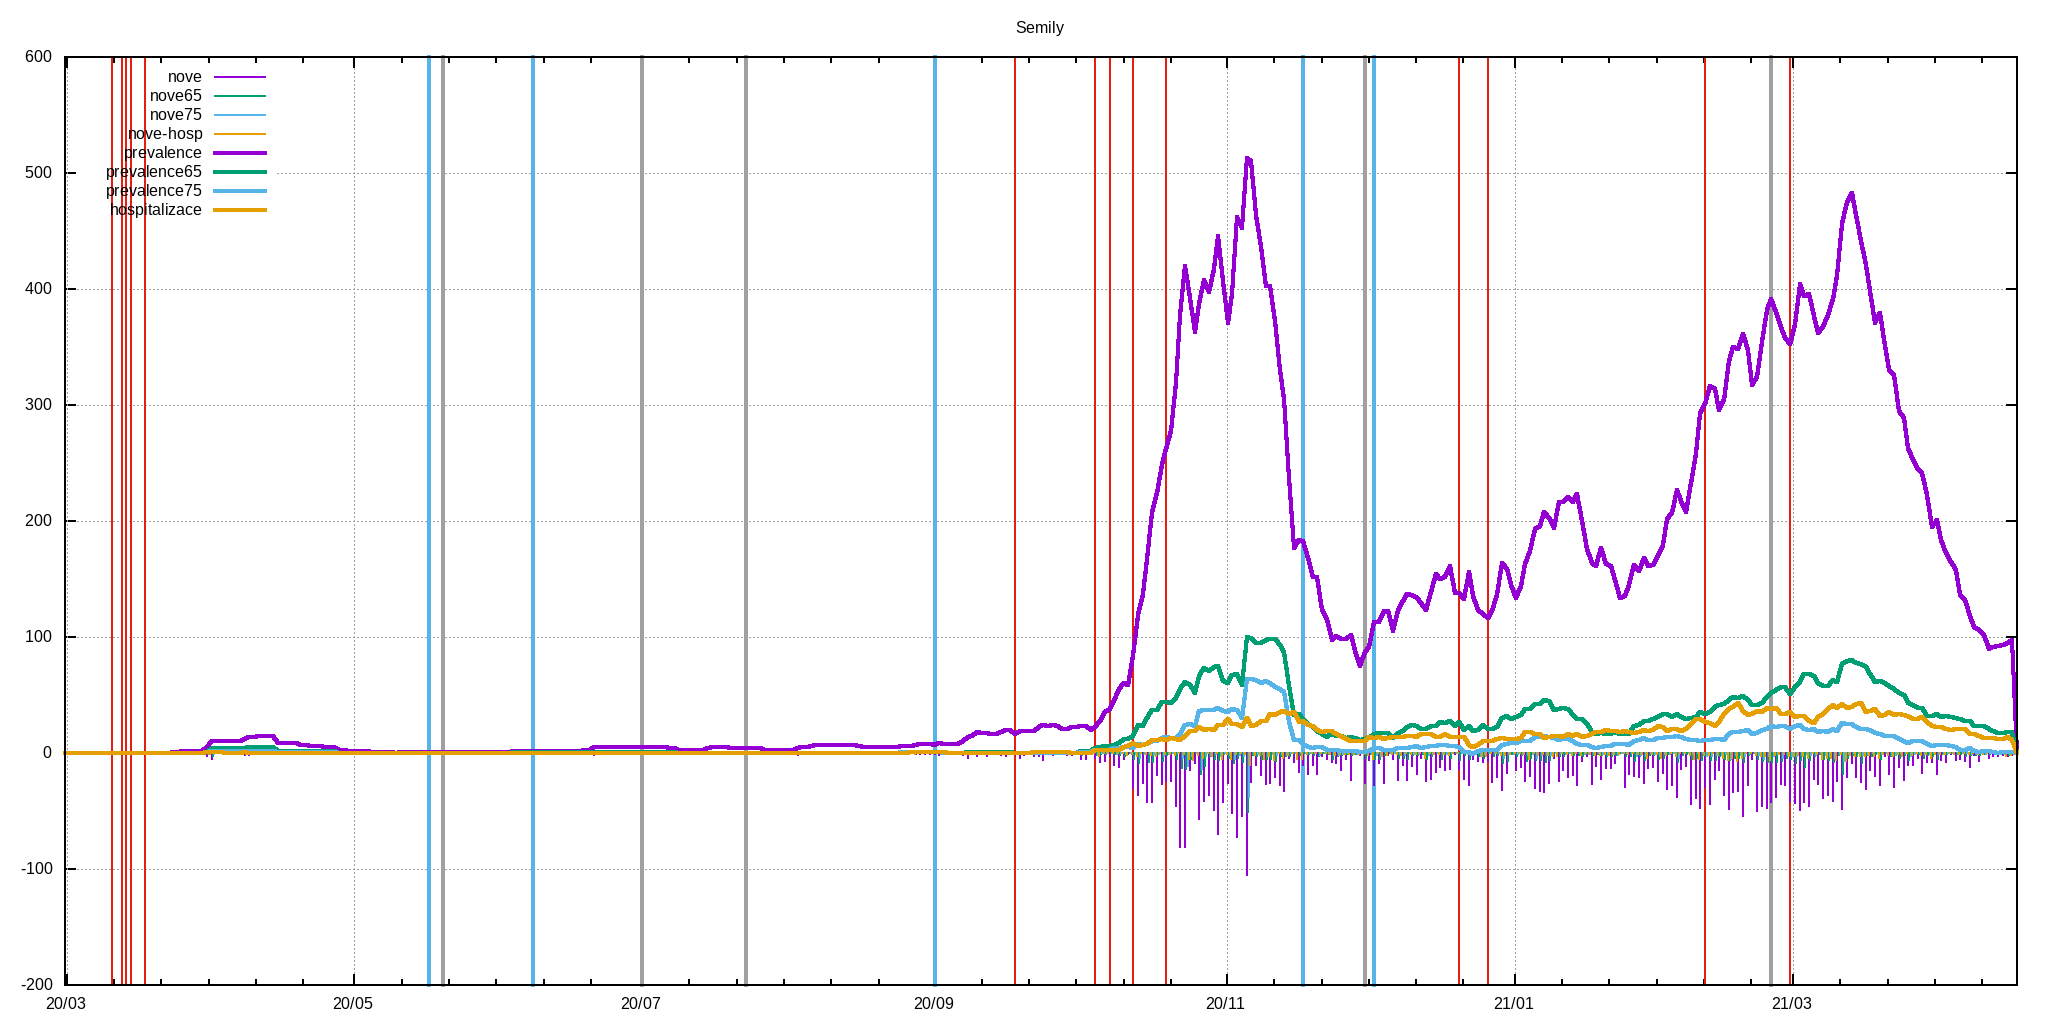 Semily
600
nove
nove65
nove75
nove-hosp
prevalence
prevalence65
prevalence75
hospitalizace
500
400
300
200
100
0
-100
-200
20/03 20/05 20/07 20/09 20/11 21/01 21/03